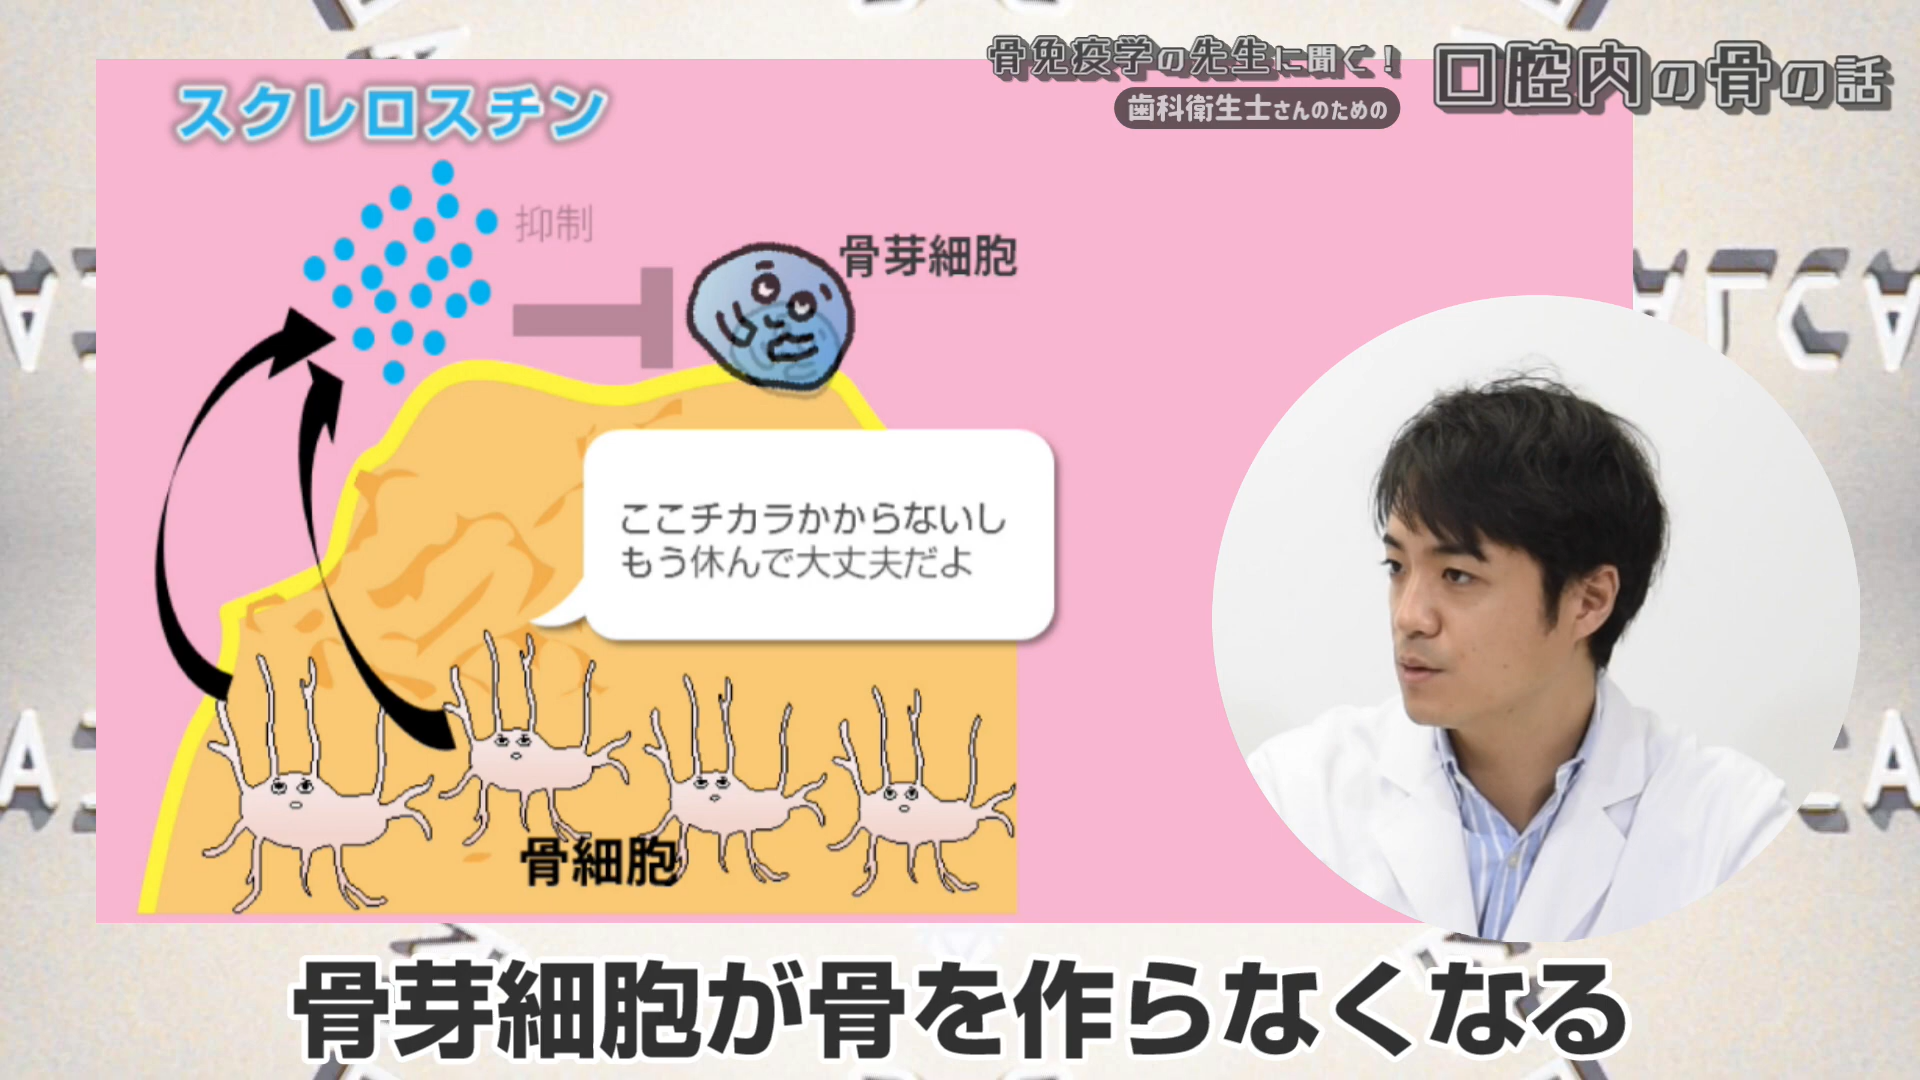 骨免疫学の先生に聞く!
歯科衛生士さんのための
口腔内の骨の話
スクレロスチン
抑制
骨芽細胞
ここチカラかからないし
もう休んで大丈夫だよ
骨細胞
骨芽細胞が骨を作らなくなる